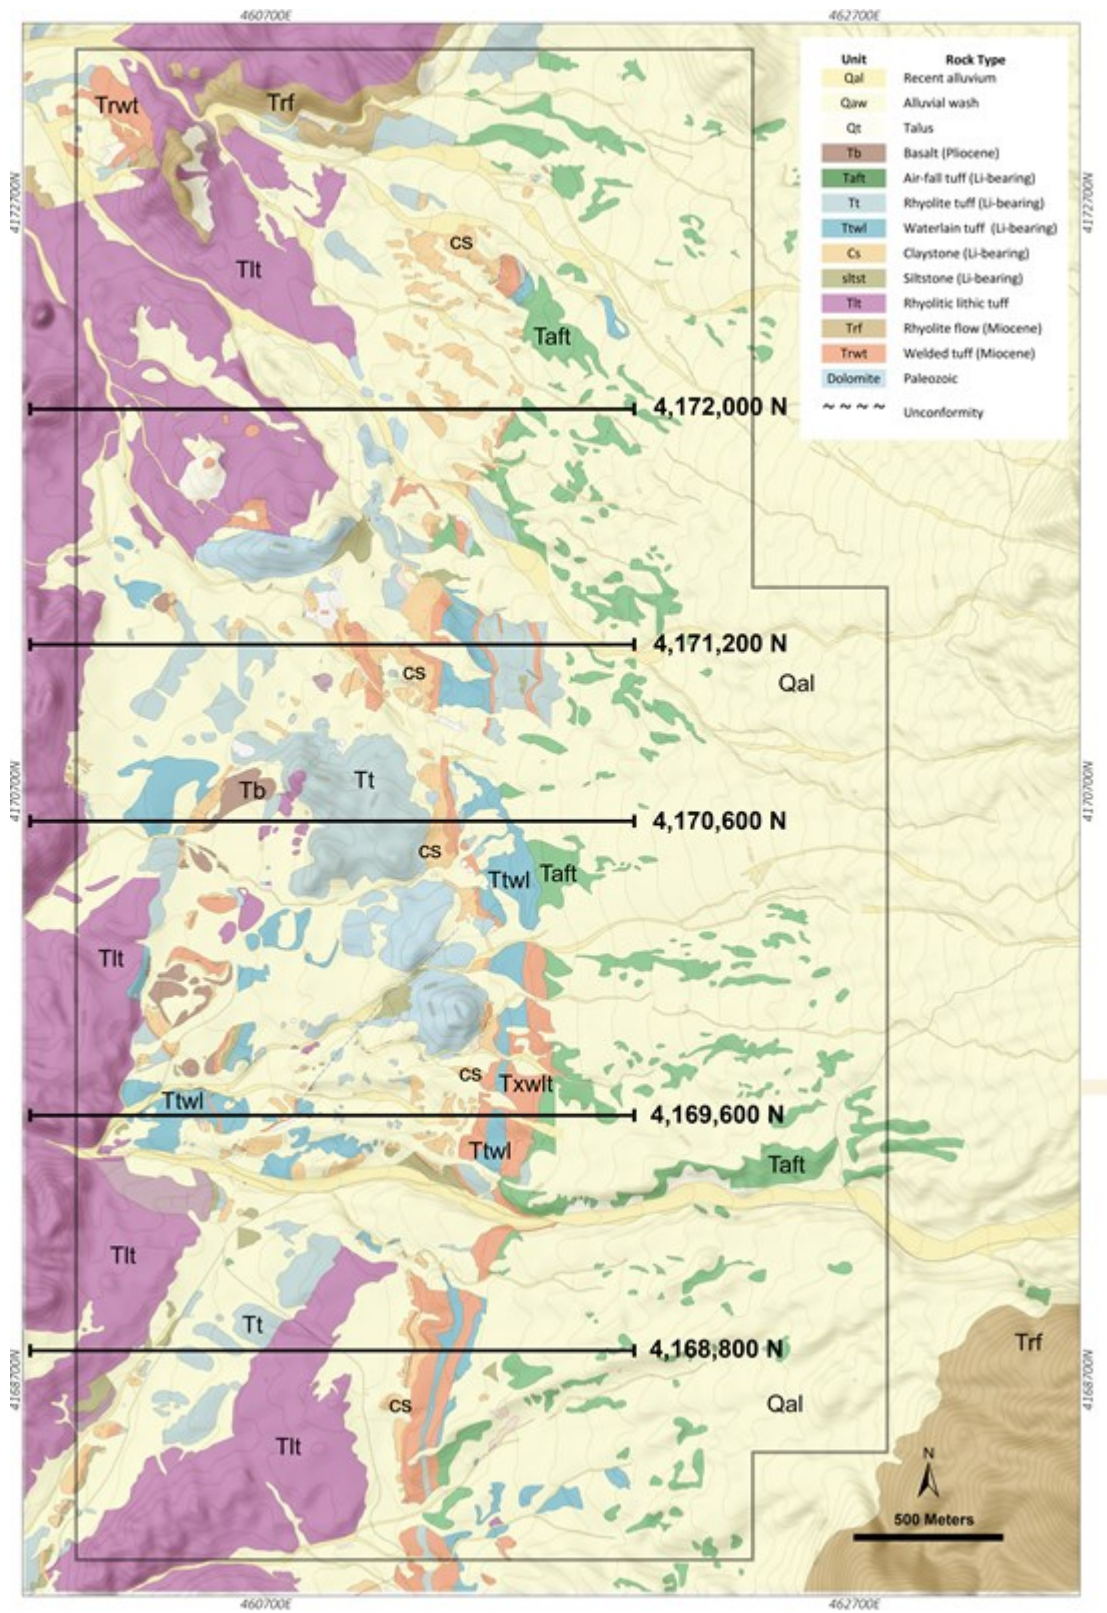 460700E 462700E
Unit Rock Type
Qal Recent alluvium
Qaw Alluvial wash
Qt Talus
Tb Basalt (Pliocene)
Taft Air-fall tuff (Li-bearing)
Tt Rhyolite tuff (Li-bearing)
Ttwl Waterlain tuff (Li-bearing)
Cs Claystone (Li-bearing)
sltst Siltstone (Li-bearing)
Tlt Rhyolitic lithic tuff
Trf Rhyolite flow (Miocene)
Trwt Welded tuff (Miocene)
Dolomite Paleozoic
~ ~ ~ ~ Unconformity
Trwt Trf
4172700N 4172700N
cs
Tlt
Taft
4,172,000 N
4,171,200 N
cs Qal
Tb Tt
4170700N 4170700N
4,170,600 N
cs
Ttwl Taft
Tlt
cs Txwlt
Ttwl
4,169,600 N
Ttwl Taft
Tlt
Tt
Trf
4,168,800 N
4168700N 4168700N
cs Qal
Tlt
N
500 Meters
460700E 462700E